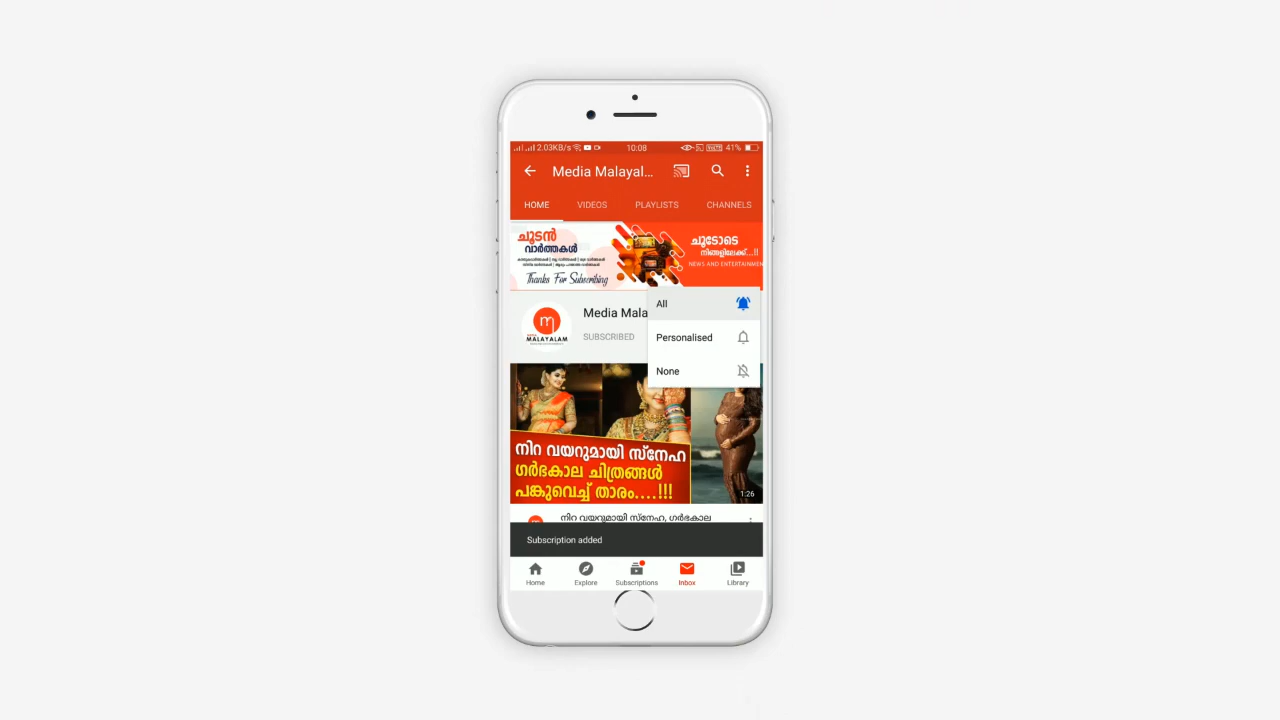 2.03KB/s 10:08 41%
Media Malayal...
HOME VIDEOS PLAYLISTS CHANNELS
ചൂടൻ
വാർത്തകൾ
Thanks For Subscribing
ചൂടോടെ
നിങ്ങളിലേക്ക്...!!
NEWS AND ENTERTAINMEN
m
MALAYALAM
Media Mala
SUBSCRIBED
All
Personalised
None
നിറ വയറുമായി സ്നേഹ
ഗർഭകാല ചിത്രങ്ങൾ
പങ്കുവെച്ച് താരം....!!!
1:26
നിറ വയറുമായി സ്നേഹ, ഗർഭകാല
Subscription added
Home Explore Subscriptions Inbox Library